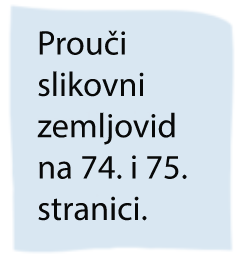 Prouči
slikovni
zemljovid
na 74. i 75.
stranici.